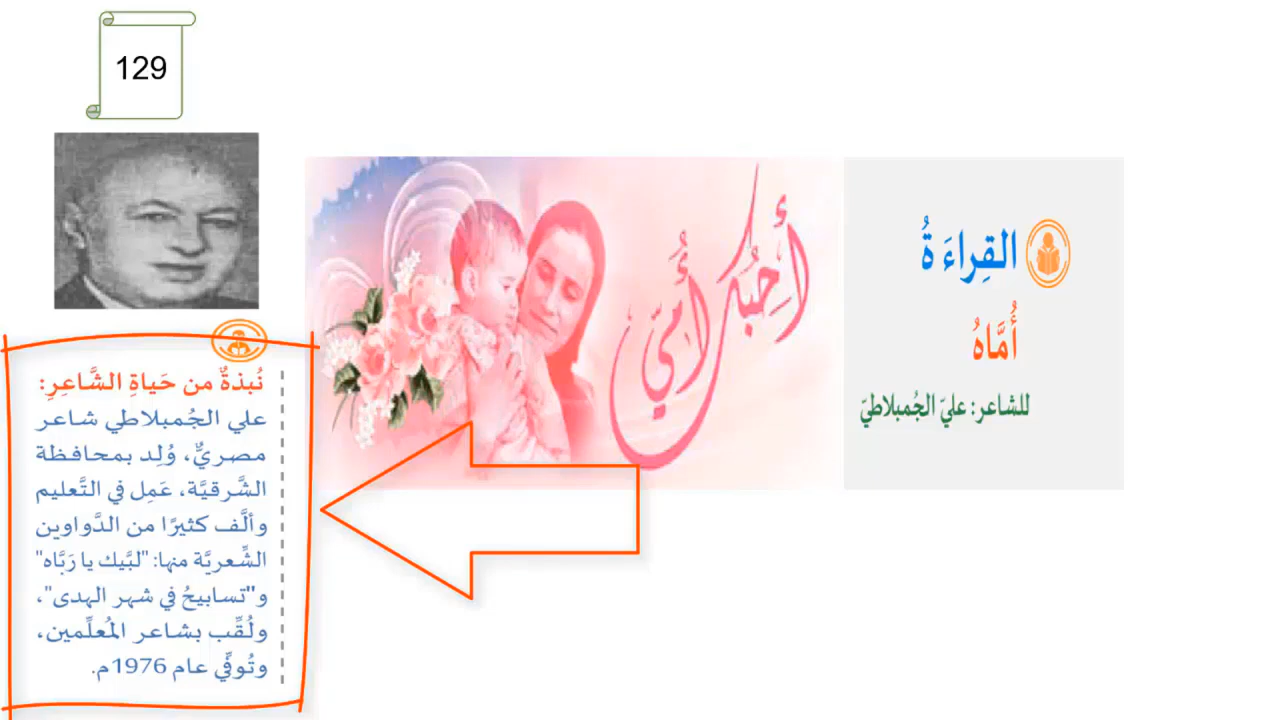 129
القِراءَةُ
أُمَّاهُ
للشاعر: عليّ الجُمبلاطيّ
أُحِبُكِ أُمِيّ
نُبذةٌ من حَياةِ الشَّاعِرِ:
علي الجُمبلاطي شاعر
مصريٌّ، وُلِد بمحافظة
الشَّرقيَّة، عَمِل في التَّعليم
وألَّف كثيرًا من الدَّواوين
الشِّعريَّة منها: "لبَّيك يا رَبَّاه"
و"تسابيحُ في شهر الهدى"،
ولُقِّب بشاعر المُعلِّمين،
وتُوفِّي عام 1976م.